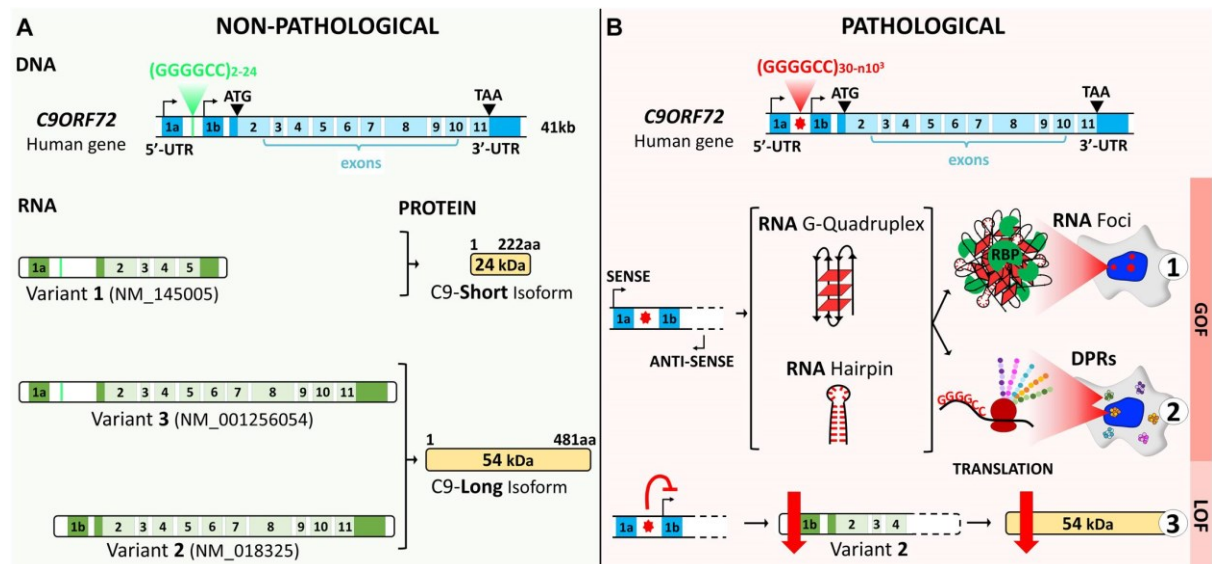 A
NON-PATHOLOGICAL
DNA
(GGGGCC)2-24
ATG
TAA
C9ORF72
Human gene
1a 1b 2 3 4 5 6 7 8 9 10 11
41kb
5’-UTR
3’-UTR
exons
RNA
PROTEIN
1a 2 3 4 5
Variant 1 (NM_145005)
1 222aa
24 kDa
C9-Short Isoform
1a 2 3 4 5 6 7 8 9 10 11
Variant 3 (NM_001256054)
1 481aa
54 kDa
C9-Long Isoform
1b 2 3 4 5 6 7 8 9 10 11
Variant 2 (NM_018325)
B
PATHOLOGICAL
(GGGGCC)30-n10³
ATG
TAA
C9ORF72
Human gene
1a 1b 2 3 4 5 6 7 8 9 10 11
5’-UTR
3’-UTR
exons
SENSE
1a 1b
ANTI-SENSE
RNA G-Quadruplex
RNA Hairpin
RBP
RNA Foci
1
DPRs
GGGGCC
2
TRANSLATION
GOF
1a 1b
1b 2 3 4
Variant 2
54 kDa
3
LOF